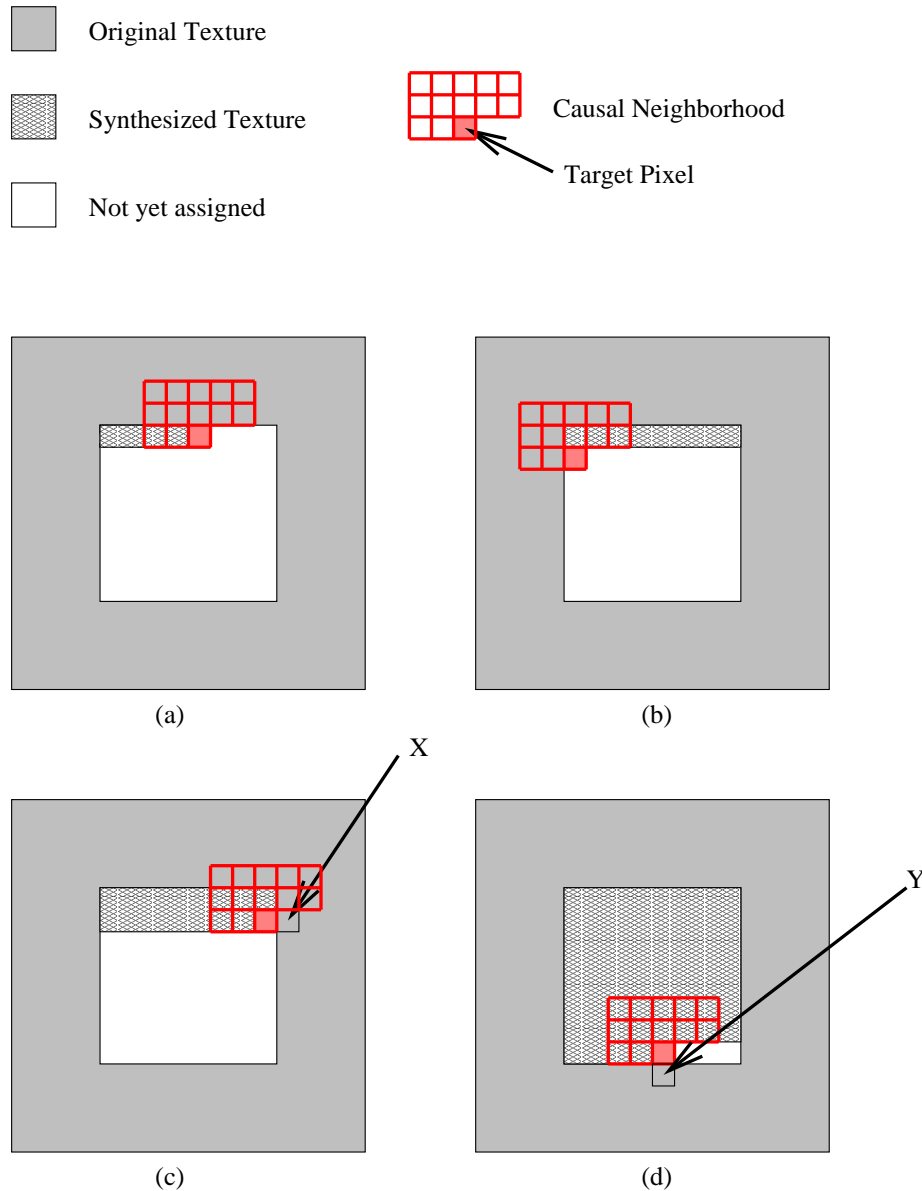 Original Texture
Synthesized Texture
Not yet assigned
Causal Neighborhood
Target Pixel
(a)
(b)
X
Y
(c)
(d)